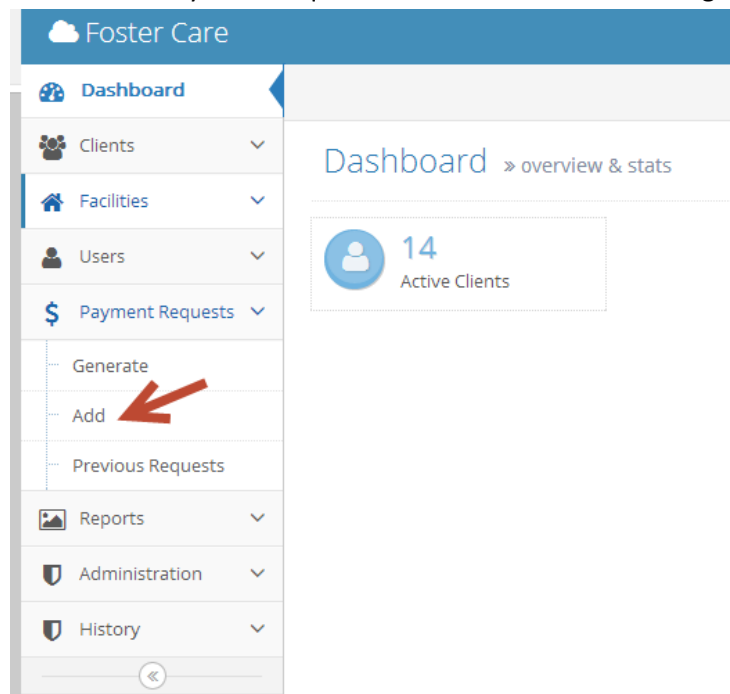 Foster Care
Dashboard
Clients
Facilities
Users
Payment Requests
Generate
Add
Previous Requests
Reports
Administration
History
Dashboard » overview & stats
14
Active Clients